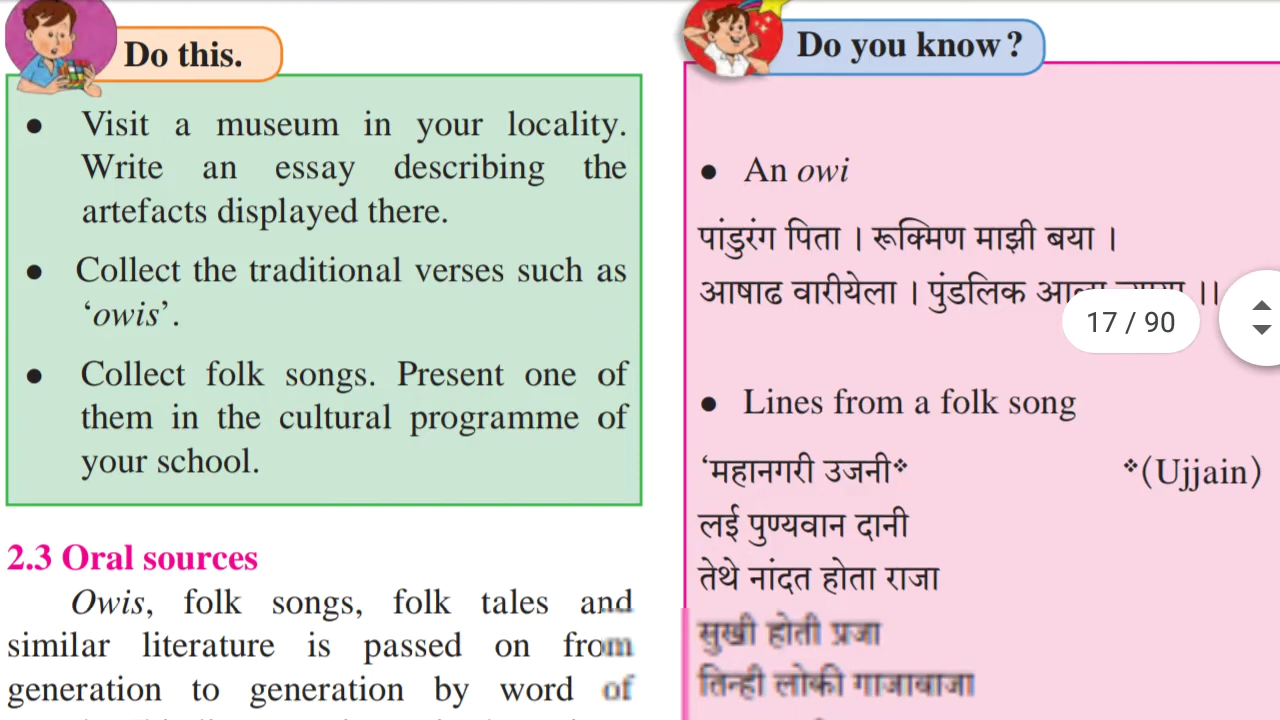 Do this.
● Visit a museum in your locality.
Write an essay describing the
artefacts displayed there.
● Collect the traditional verses such as
‘owis’.
● Collect folk songs. Present one of
them in the cultural programme of
your school.
2.3 Oral sources
Owis, folk songs, folk tales and
similar literature is passed on from
generation to generation by word of
Do you know?
● An owi
पांडुरंग पिता । रूक्मिण माझी बया ।
आषाढ वारीयेला । पुंडलिक ।।
17 / 90
● Lines from a folk song
‘महानगरी उजनी❖ ❖(Ujjain)
लई पुण्यवान दानी
तेथे नांदत होता राजा
सुखी होती प्रजा
तिन्ही लोकी गाजावाजा